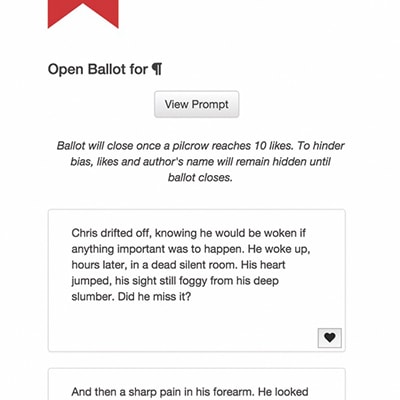 Open Ballot for ¶
View Prompt
Ballot will close once a pilcrow reaches 10 likes. To hinder
bias, likes and author's name will remain hidden until
ballot closes.
Chris drifted off, knowing he would be woken if
anything important was to happen. He woke up,
hours later, in a dead silent room. His heart
jumped, his sight still foggy from his deep
slumber. Did he miss it?
And then a sharp pain in his forearm. He looked